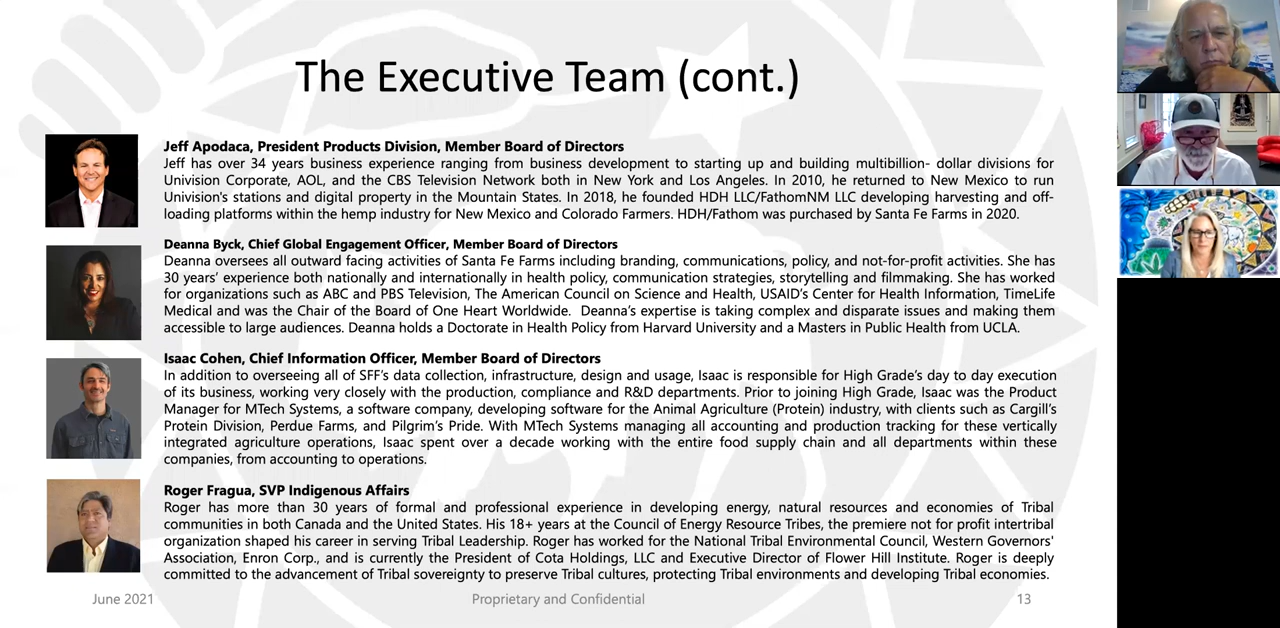 The Executive Team (cont.)
Jeff Apodaca, President Products Division, Member Board of Directors
Jeff has over 34 years business experience ranging from business development to starting up and building multibillion- dollar divisions for
Univision Corporate, AOL, and the CBS Television Network both in New York and Los Angeles. In 2010, he returned to New Mexico to run
Univision's stations and digital property in the Mountain States. In 2018, he founded HDH LLC/FathomNM LLC developing harvesting and off-
loading platforms within the hemp industry for New Mexico and Colorado Farmers. HDH/Fathom was purchased by Santa Fe Farms in 2020.
Deanna Byck, Chief Global Engagement Officer, Member Board of Directors
Deanna oversees all outward facing activities of Santa Fe Farms including branding, communications, policy, and not-for-profit activities. She has
30 years' experience both nationally and internationally in health policy, communication strategies, storytelling and filmmaking. She has worked
for organizations such as ABC and PBS Television, The American Council on Science and Health, USAID's Center for Health Information, TimeLife
Medical and was the Chair of the Board of One Heart Worldwide. Deanna's expertise is taking complex and disparate issues and making them
accessible to large audiences. Deanna holds a Doctorate in Health Policy from Harvard University and a Masters in Public Health from UCLA.
Isaac Cohen, Chief Information Officer, Member Board of Directors
In addition to overseeing all of SFF's data collection, infrastructure, design and usage, Isaac is responsible for High Grade's day to day execution
of its business, working very closely with the production, compliance and R&D departments. Prior to joining High Grade, Isaac was the Product
Manager for MTech Systems, a software company, developing software for the Animal Agriculture (Protein) industry, with clients such as Cargill's
Protein Division, Perdue Farms, and Pilgrim's Pride. With MTech Systems managing all accounting and production tracking for these vertically
integrated agriculture operations, Isaac spent over a decade working with the entire food supply chain and all departments within these
companies, from accounting to operations.
Roger Fragua, SVP Indigenous Affairs
Roger has more than 30 years of formal and professional experience in developing energy, natural resources and economies of Tribal
communities in both Canada and the United States. His 18+ years at the Council of Energy Resource Tribes, the premiere not for profit intertribal
organization shaped his career in serving Tribal Leadership. Roger has worked for the National Tribal Environmental Council, Western Governors'
Association, Enron Corp., and is currently the President of Cota Holdings, LLC and Executive Director of Flower Hill Institute. Roger is deeply
committed to the advancement of Tribal sovereignty to preserve Tribal cultures, protecting Tribal environments and developing Tribal economies.
June 2021
Proprietary and Confidential
13